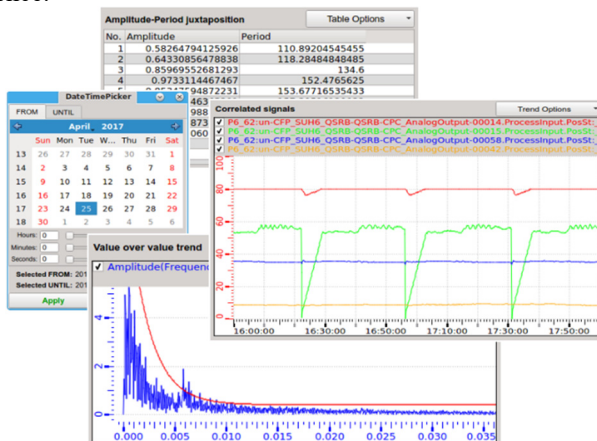 Amplitude-Period juxtaposition
Table Options
No. Amplitude Period
1 0.58264794125926 110.89204545455
2 0.64330856478838 118.28484848485
3 0.85969552681293 134.6
4 0.9733114467467 152.4765625
153.67716535433
DateTimePicker
FROM UNTIL
April, 2017
Sun Mon Tue W... Thu Fri Sat
13 26 27 28 29 30 31 1
14 2 3 4 5 6 7 8
15 9 10 11 12 13 14 15
16 16 17 18 19 20 21 22
17 23 24 25 26 27 28 29
18 30 1 2 3 4 5 6
Hours: 0
Minutes: 0
Seconds: 0
Selected FROM: 201
Selected UNTIL: 201
Apply
Correlated signals
Trend Options
P6_62:un-CFP_SUH6_QSRB-QSRB-CPC_AnalogOutput-00014.ProcessInput.PosSt:
P6_62:un-CFP_SUH6_QSRB-QSRB-CPC_AnalogOutput-00015.ProcessInput.PosSt:
P6_62:un-CFP_SUH6_QSRB-QSRB-CPC_AnalogOutput-00058.ProcessInput.PosSt:
P6_62:un-CFP_SUH6_QSRB-QSRB-CPC_AnalogOutput-00042.ProcessInput.PosSt:
100
80
60
40
20
0
16:00:00 16:30:00 16:50:00 17:10:00 17:30:00 17:50:00
Value over value trend
Amplitude(Frequenc
4
2
0
0.000 0.005 0.010 0.015 0.020 0.025 0.030 0.035